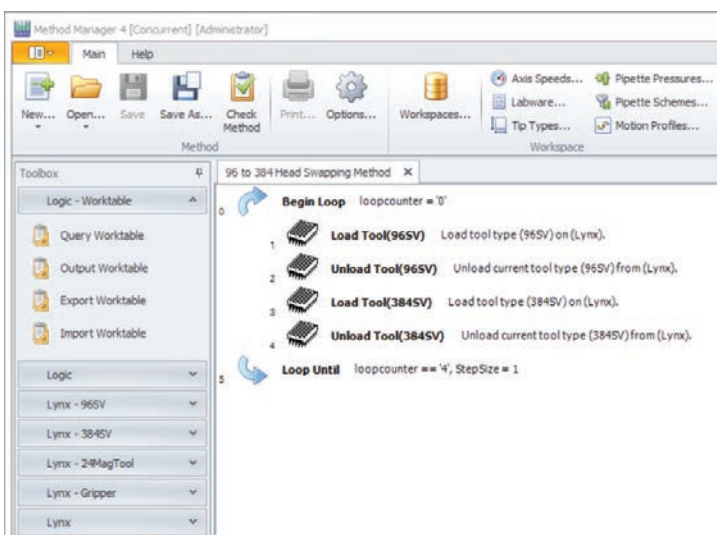 Method Manager 4 [Concurrent] [Administrator]
Main Help
New... Open... Save Save As... Check Method Print... Options... Workspaces...
Axis Speeds... Pipette Pressures...
Labware... Pipette Schemes...
Tip Types... Motion Profiles...
Method Workspace
Toolbox
96 to 384 Head Swapping Method
Logic - Worktable
Query Worktable
Output Worktable
Export Worktable
Import Worktable
Logic
Lynx - 96SV
Lynx - 384SV
Lynx - 24MagTool
Lynx - Gripper
Lynx
0 Begin Loop loopcounter = '0'
1 Load Tool(96SV) Load tool type (96SV) on (Lynx).
2 Unload Tool(96SV) Unload current tool type (96SV) from (Lynx).
3 Load Tool(384SV) Load tool type (384SV) on (Lynx).
4 Unload Tool(384SV) Unload current tool type (384SV) from (Lynx).
5 Loop Until loopcounter == '4', StepSize = 1